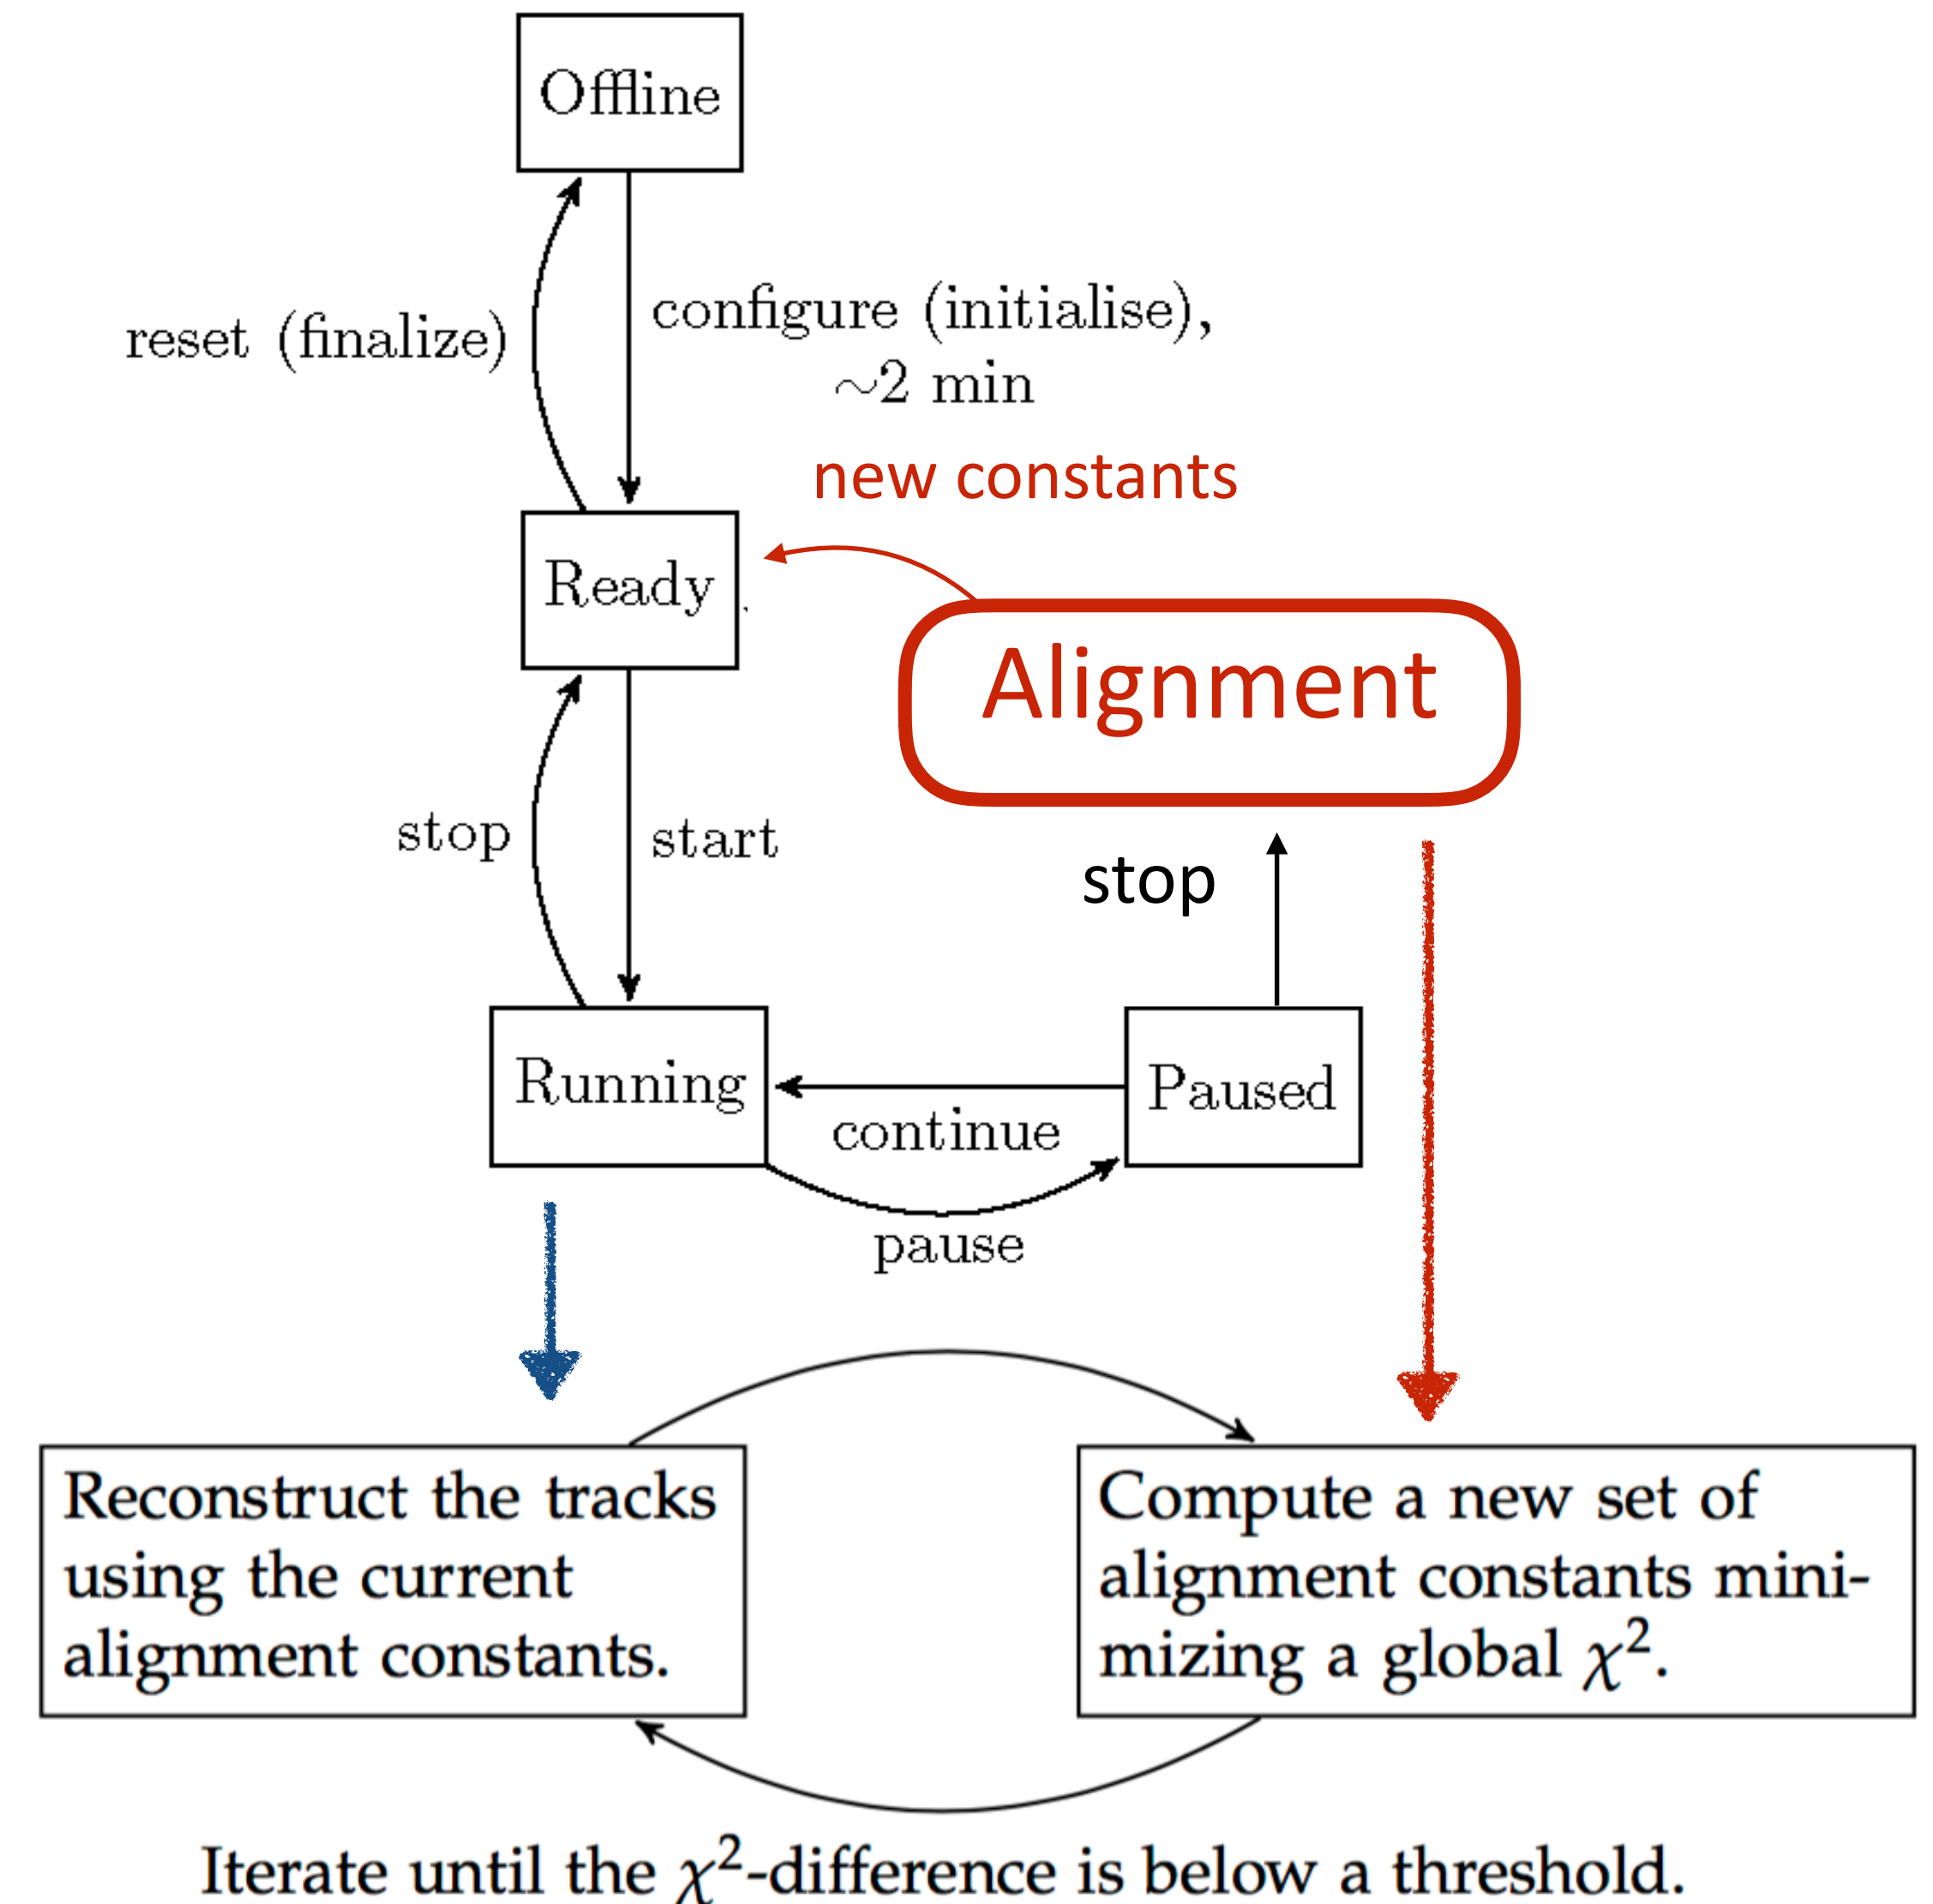 Offline
reset (finalize)
configure (initialise),
~2 min
new constants
Ready
Alignment
stop
start
stop
Running
Paused
continue
pause
Reconstruct the tracks
using the current
alignment constants.
Compute a new set of
alignment constants mini-
mizing a global χ².
Iterate until the χ²-difference is below a threshold.